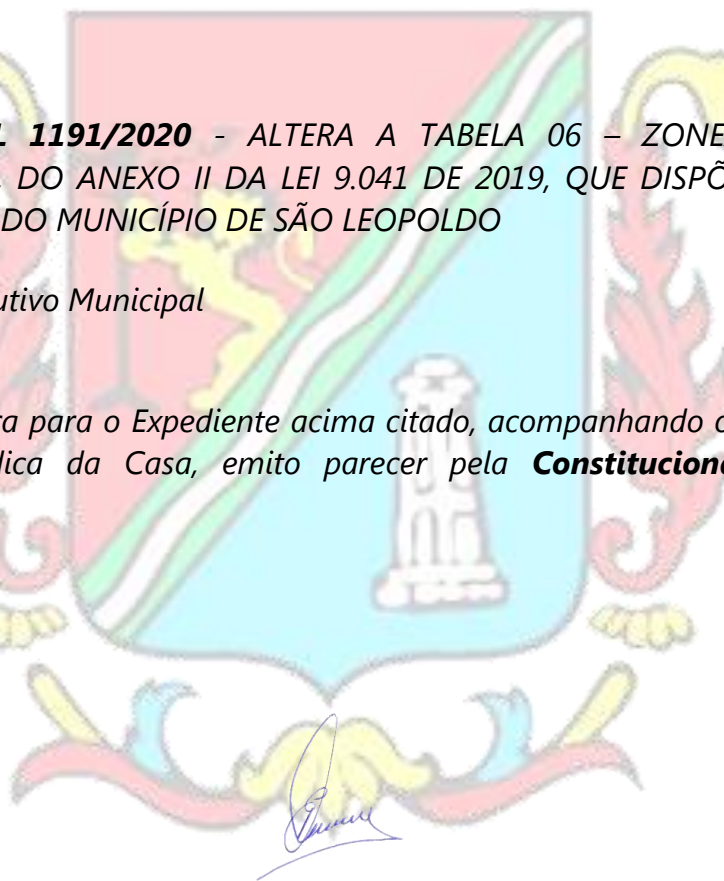 L 1191/2020 - ALTERA A TABELA 06 – ZONE
DO ANEXO II DA LEI 9.041 DE 2019, QUE DISPÕ
DO MUNICÍPIO DE SÃO LEOPOLDO
utivo Municipal
ra para o Expediente acima citado, acompanhando o
dica da Casa, emito parecer pela Constitucion